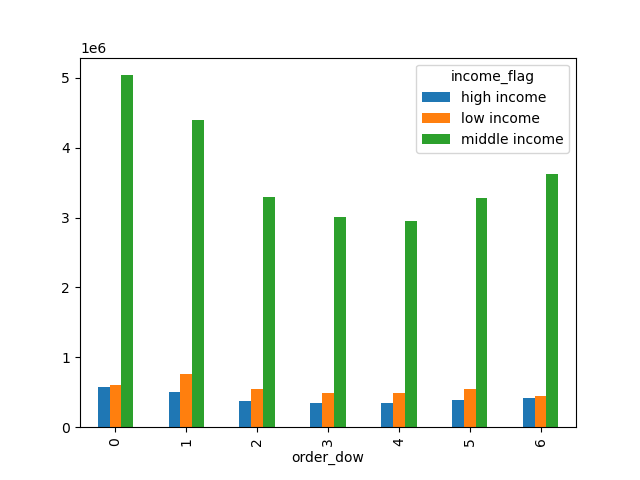 1e6
income_flag
high income
low income
middle income
5
4
3
2
1
0
0 1 2 3 4 5 6
order_dow